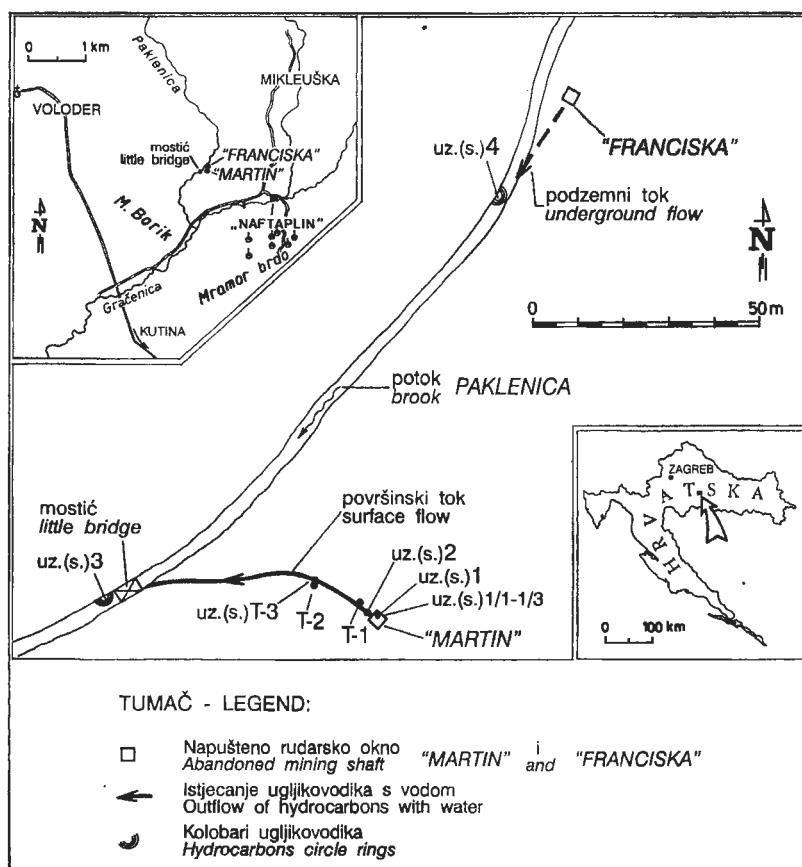 0 1 km
Paklenica
MIKLEUŠKA
VOLODER
mostić
little bridge
"FRANCISKA"
"MARTIN"
M. Borik
„NAFTAPLIN"
N
Mramor brdo
Gračenica
KUTINA
uz.(s.)4
"FRANCISKA"
podzemni tok
underground flow
N
0 50m
potok
brook PAKLENICA
mostić
little bridge
uz.(s.)3
površinski tok
surface flow
uz.(s.)2
uz.(s.)1
uz.(s.)1/1-1/3
uz.(s.)T-3
T-2
T-1
"MARTIN"
ZAGREB
HRVATSKA
0 100 km
TUMAČ - LEGEND:
Napušteno rudarsko okno "MARTIN" i "FRANCISKA"
Abandoned mining shaft and
Istjecanje ugljikovodika s vodom
Outflow of hydrocarbons with water
Kolobari ugljikovodika
Hydrocarbons circle rings